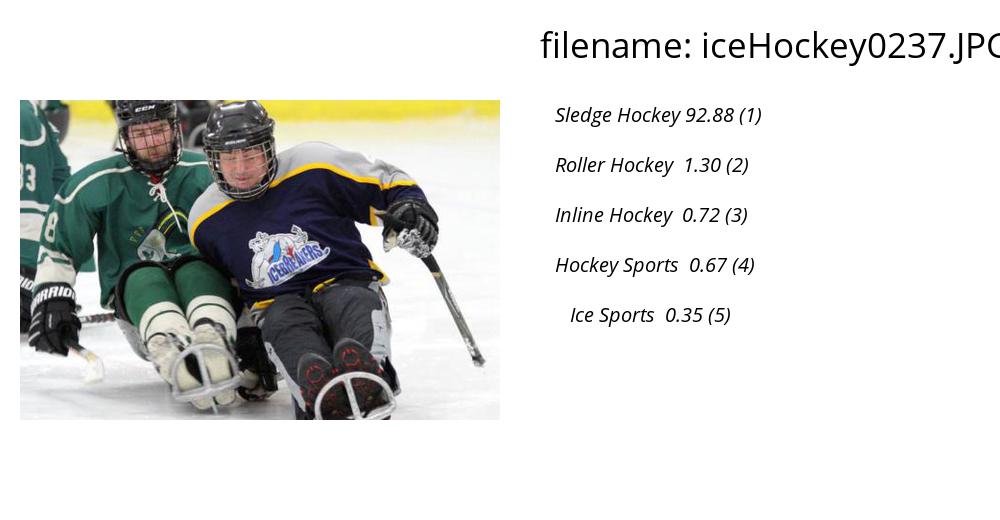 filename: iceHockey0237.JPG
Sledge Hockey 92.88 (1)
Roller Hockey 1.30 (2)
Inline Hockey 0.72 (3)
Hockey Sports 0.67 (4)
Ice Sports 0.35 (5)
CCM
33
8
WARRIOR
ICEBREAKERS